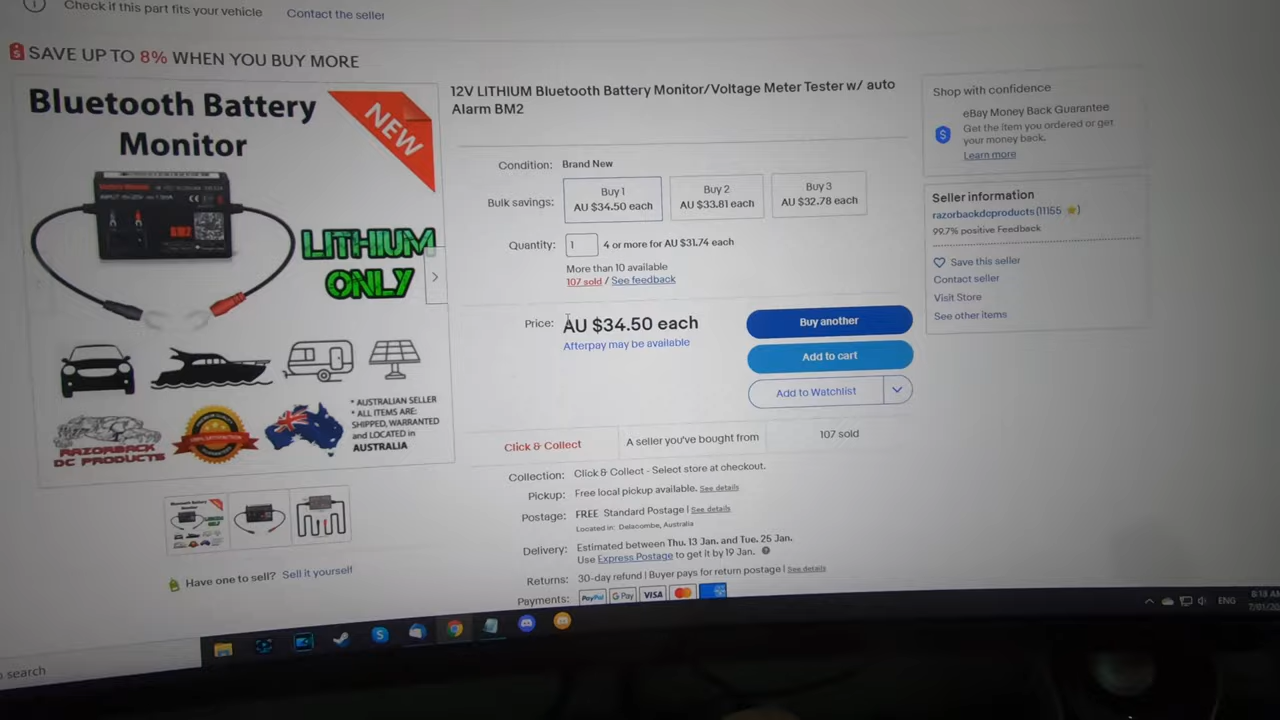 Check if this part fits your vehicle
Contact the seller
SAVE UP TO 8% WHEN YOU BUY MORE
Bluetooth Battery
Monitor
NEW
BM2
LITHIUM
ONLY
* AUSTRALIAN SELLER
* ALL ITEMS ARE:
SHIPPED, WARRANTED
and LOCATED in
AUSTRALIA
RAZORBACK
DC PRODUCTS
Have one to sell? Sell it yourself
12V LITHIUM Bluetooth Battery Monitor/Voltage Meter Tester w/ auto
Alarm BM2
Condition: Brand New
Bulk savings:
Buy 1
AU $34.50 each
Buy 2
AU $33.81 each
Buy 3
AU $32.78 each
Quantity: 1 4 or more for AU $31.74 each
More than 10 available
107 sold / See feedback
Price: AU $34.50 each
Afterpay may be available
Buy another
Add to cart
Add to Watchlist
Click & Collect
A seller you've bought from
107 sold
Collection: Click & Collect - Select store at checkout.
Pickup: Free local pickup available. See details
Postage: FREE Standard Postage | See details
Located in: Delacombe, Australia
Delivery: Estimated between Thu. 13 Jan. and Tue. 25 Jan.
Use Express Postage to get it by 19 Jan.
Returns: 30-day refund | Buyer pays for return postage | See details
Payments: PayPal G Pay VISA
Shop with confidence
eBay Money Back Guarantee
Get the item you ordered or get
your money back.
Learn more
Seller information
razorbackdcproducts (11155)
99.7% positive Feedback
Save this seller
Contact seller
Visit Store
See other items
search
ENG
8:18 AM